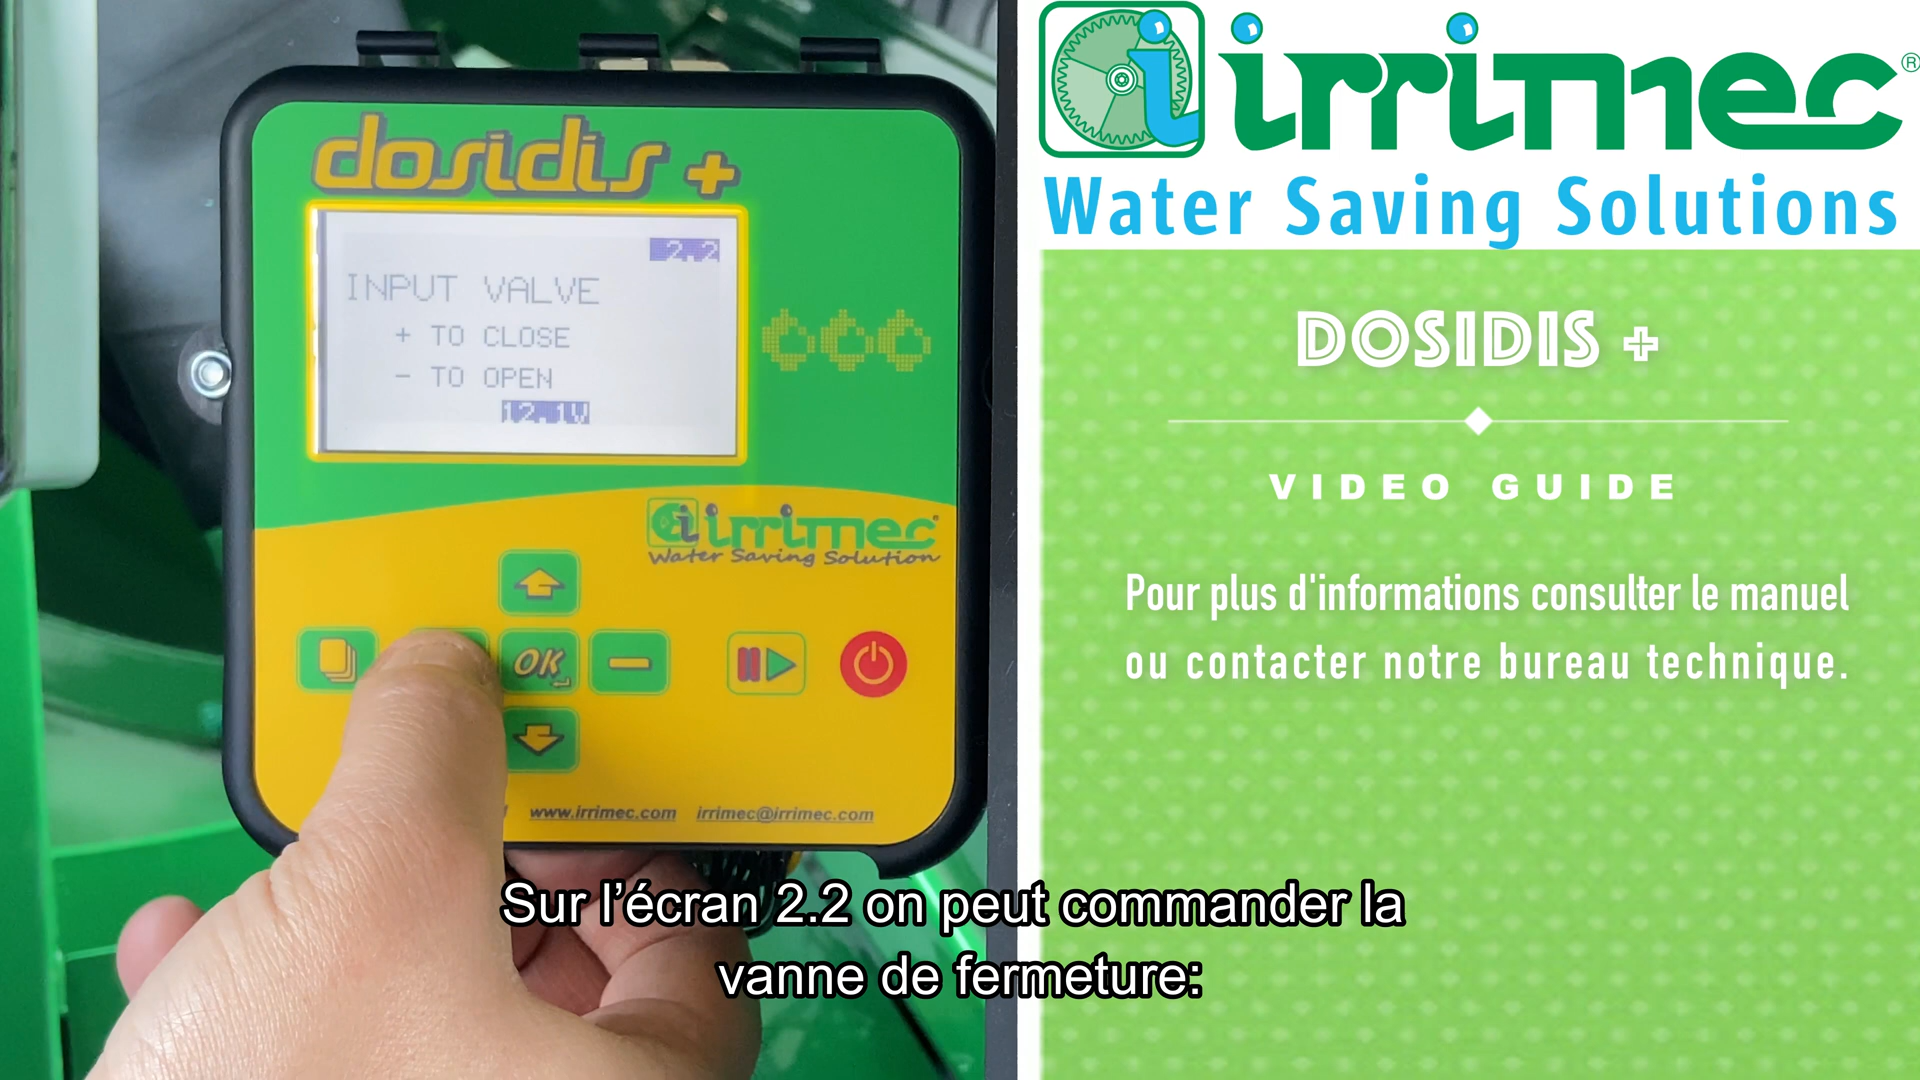 dosidis +
2.2
INPUT VALVE
+ TO CLOSE
- TO OPEN
12.1V
irrimec
Water Saving Solution
OK
www.irrimec.com irrimec@irrimec.com
irrimec®
Water Saving Solutions
DOSIDIS +
VIDEO GUIDE
Pour plus d'informations consulter le manuel
ou contacter notre bureau technique.
Sur l’écran 2.2 on peut commander la
vanne de fermeture: